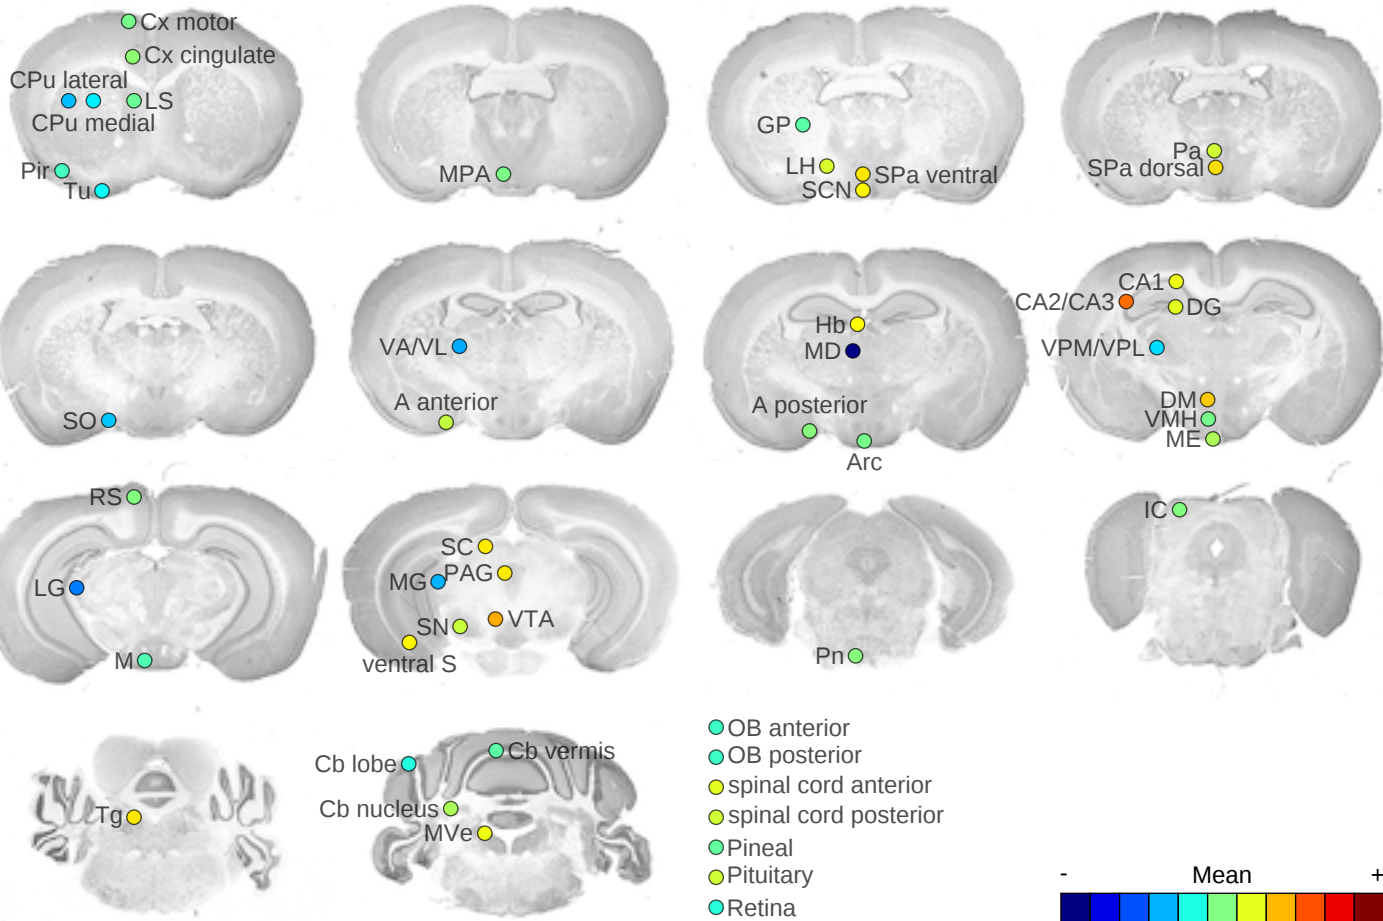 Cx motor
Cx cingulate
CPu lateral
LS
CPu medial
Pir
Tu
MPA
GP
LH
SPa ventral
SCN
Pa
SPa dorsal
SO
VA/VL
A anterior
Hb
MD
A posterior
Arc
CA1
CA2/CA3
DG
VPM/VPL
DM
VMH
ME
RS
LG
M
SC
PAG
MG
VTA
SN
ventral S
Pn
IC
Tg
Cb vermis
Cb lobe
Cb nucleus
MVe
OB anterior
OB posterior
spinal cord anterior
spinal cord posterior
Pineal
Pituitary
Retina
- Mean +